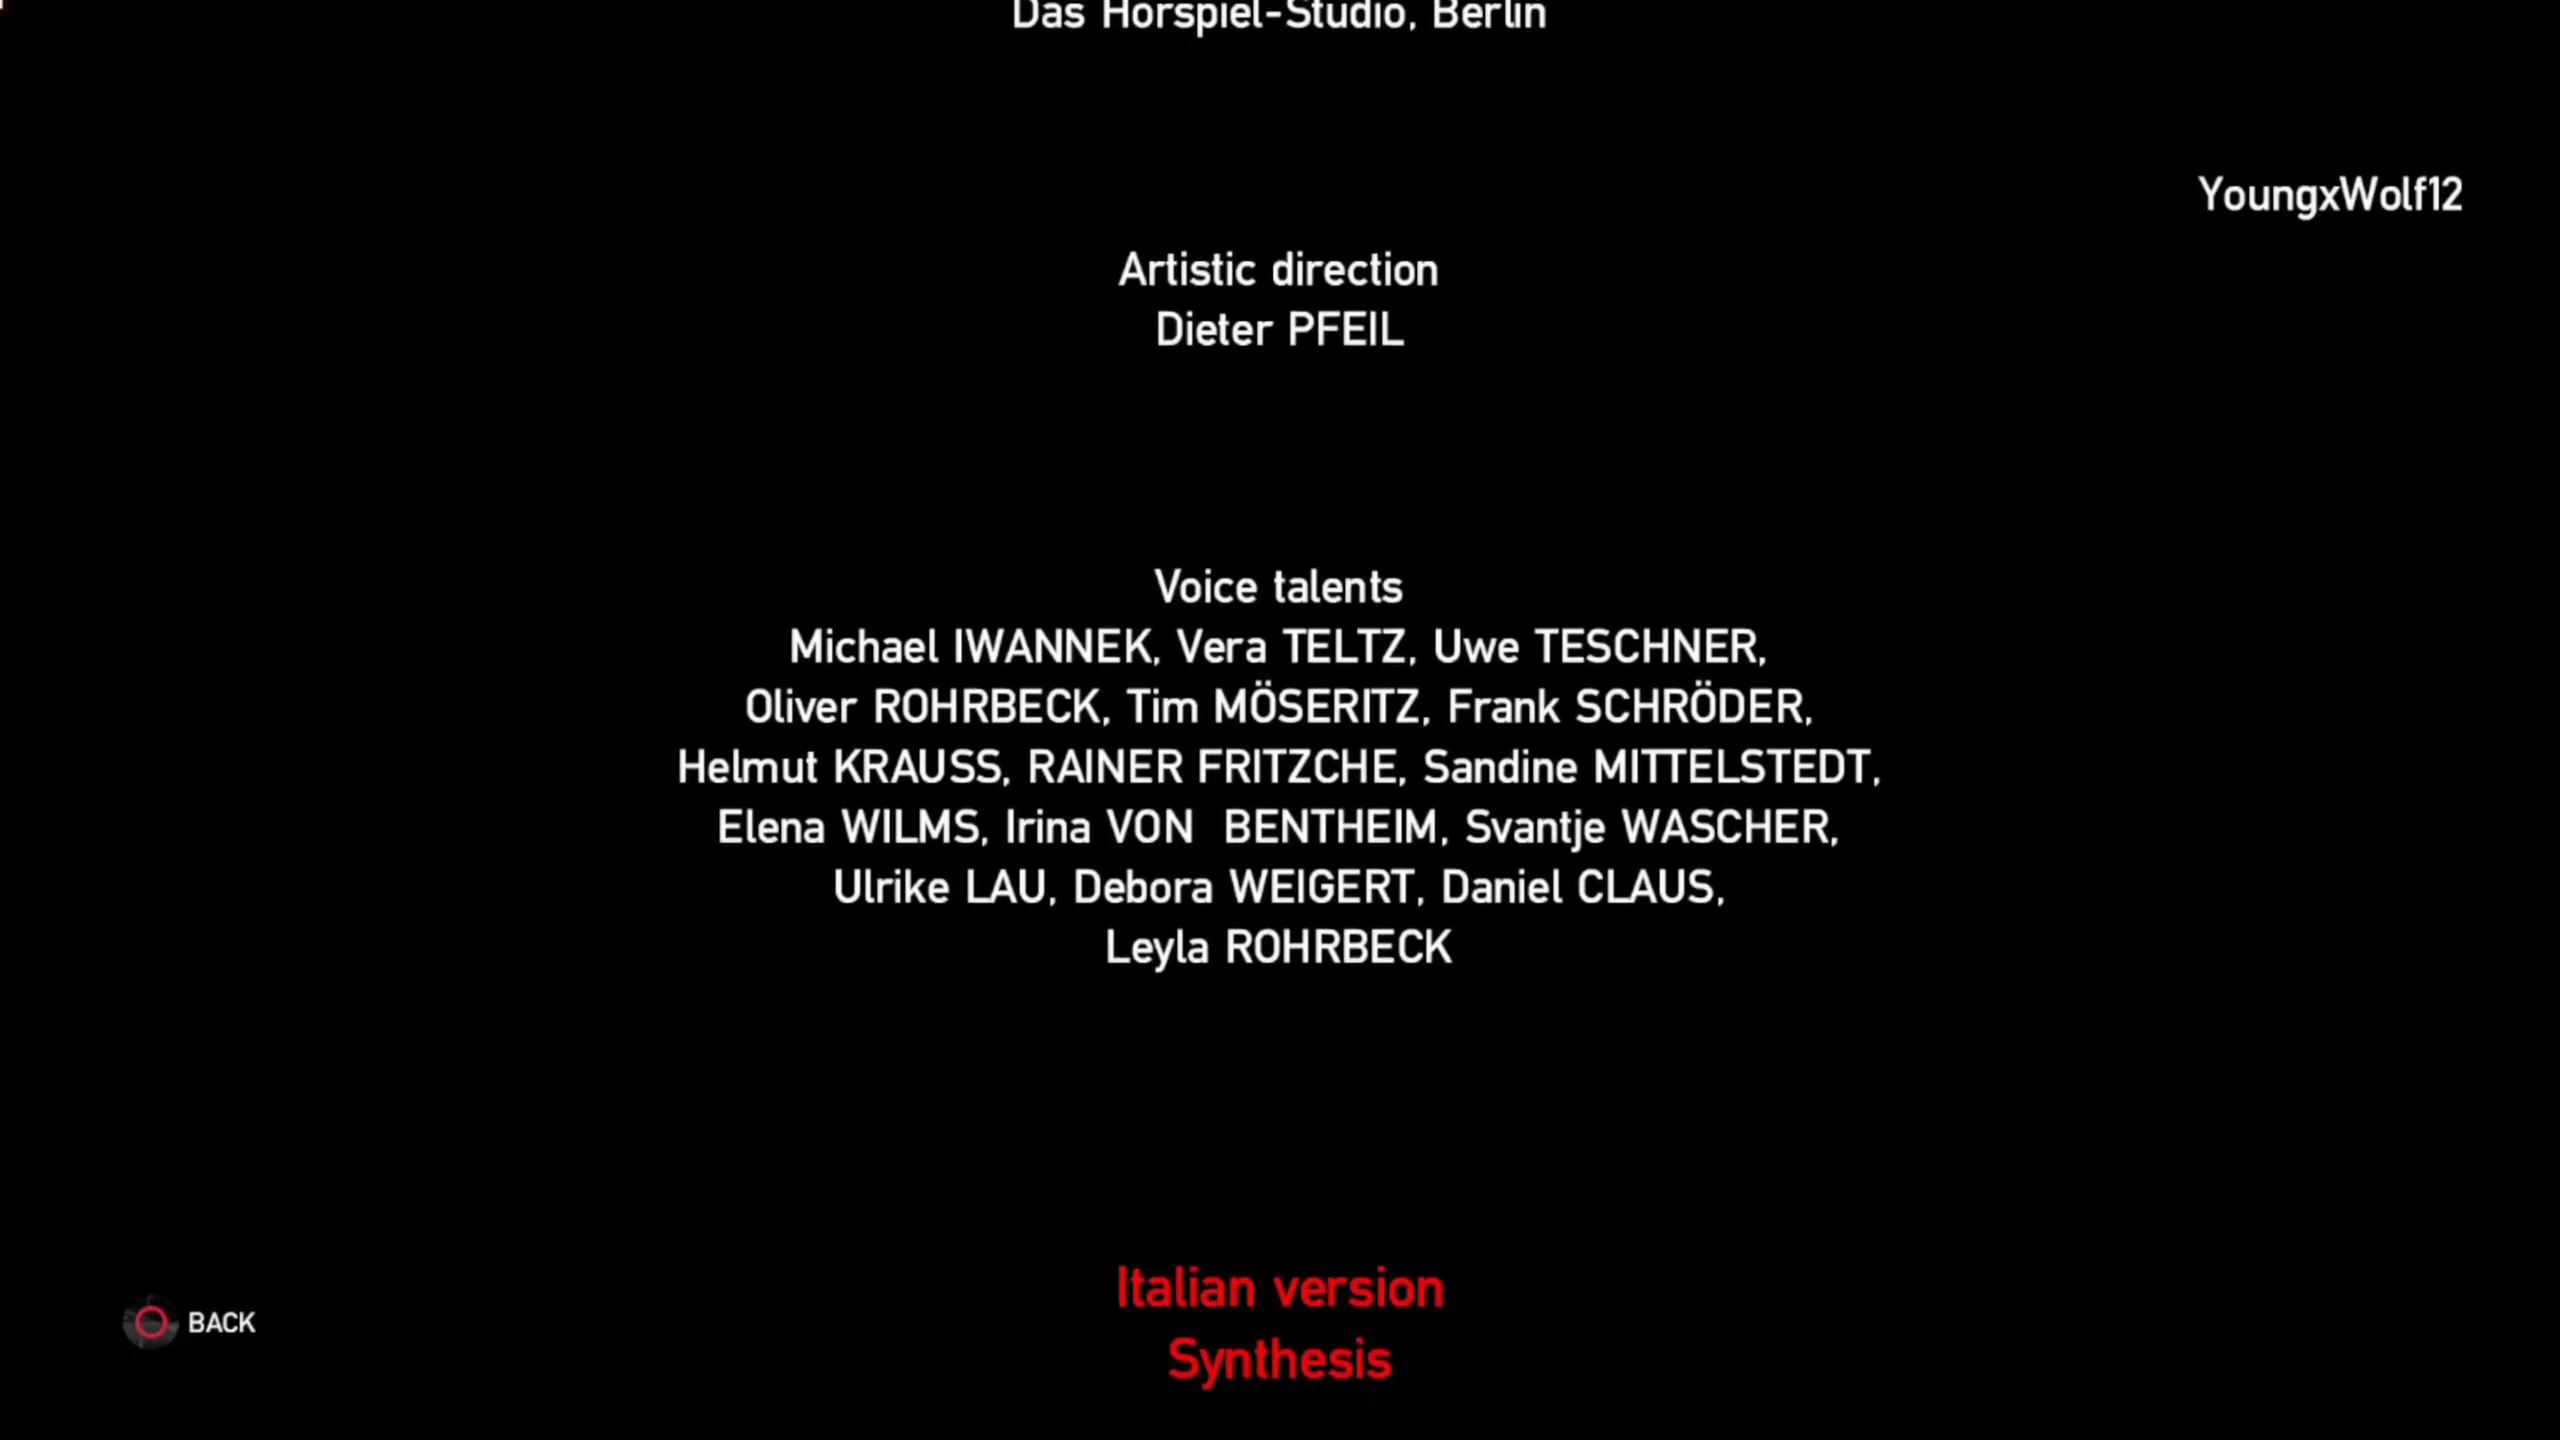 Das Hörspiel-Studio, Berlin
YoungxWolf12
Artistic direction
Dieter PFEIL
Voice talents
Michael IWANNEK, Vera TELTZ, Uwe TESCHNER,
Oliver ROHRBECK, Tim MÖSERITZ, Frank SCHRÖDER,
Helmut KRAUSS, RAINER FRITZCHE, Sandine MITTELSTEDT,
Elena WILMS, Irina VON  BENTHEIM, Svantje WASCHER,
Ulrike LAU, Debora WEIGERT, Daniel CLAUS,
Leyla ROHRBECK
Italian version
BACK
Synthesis